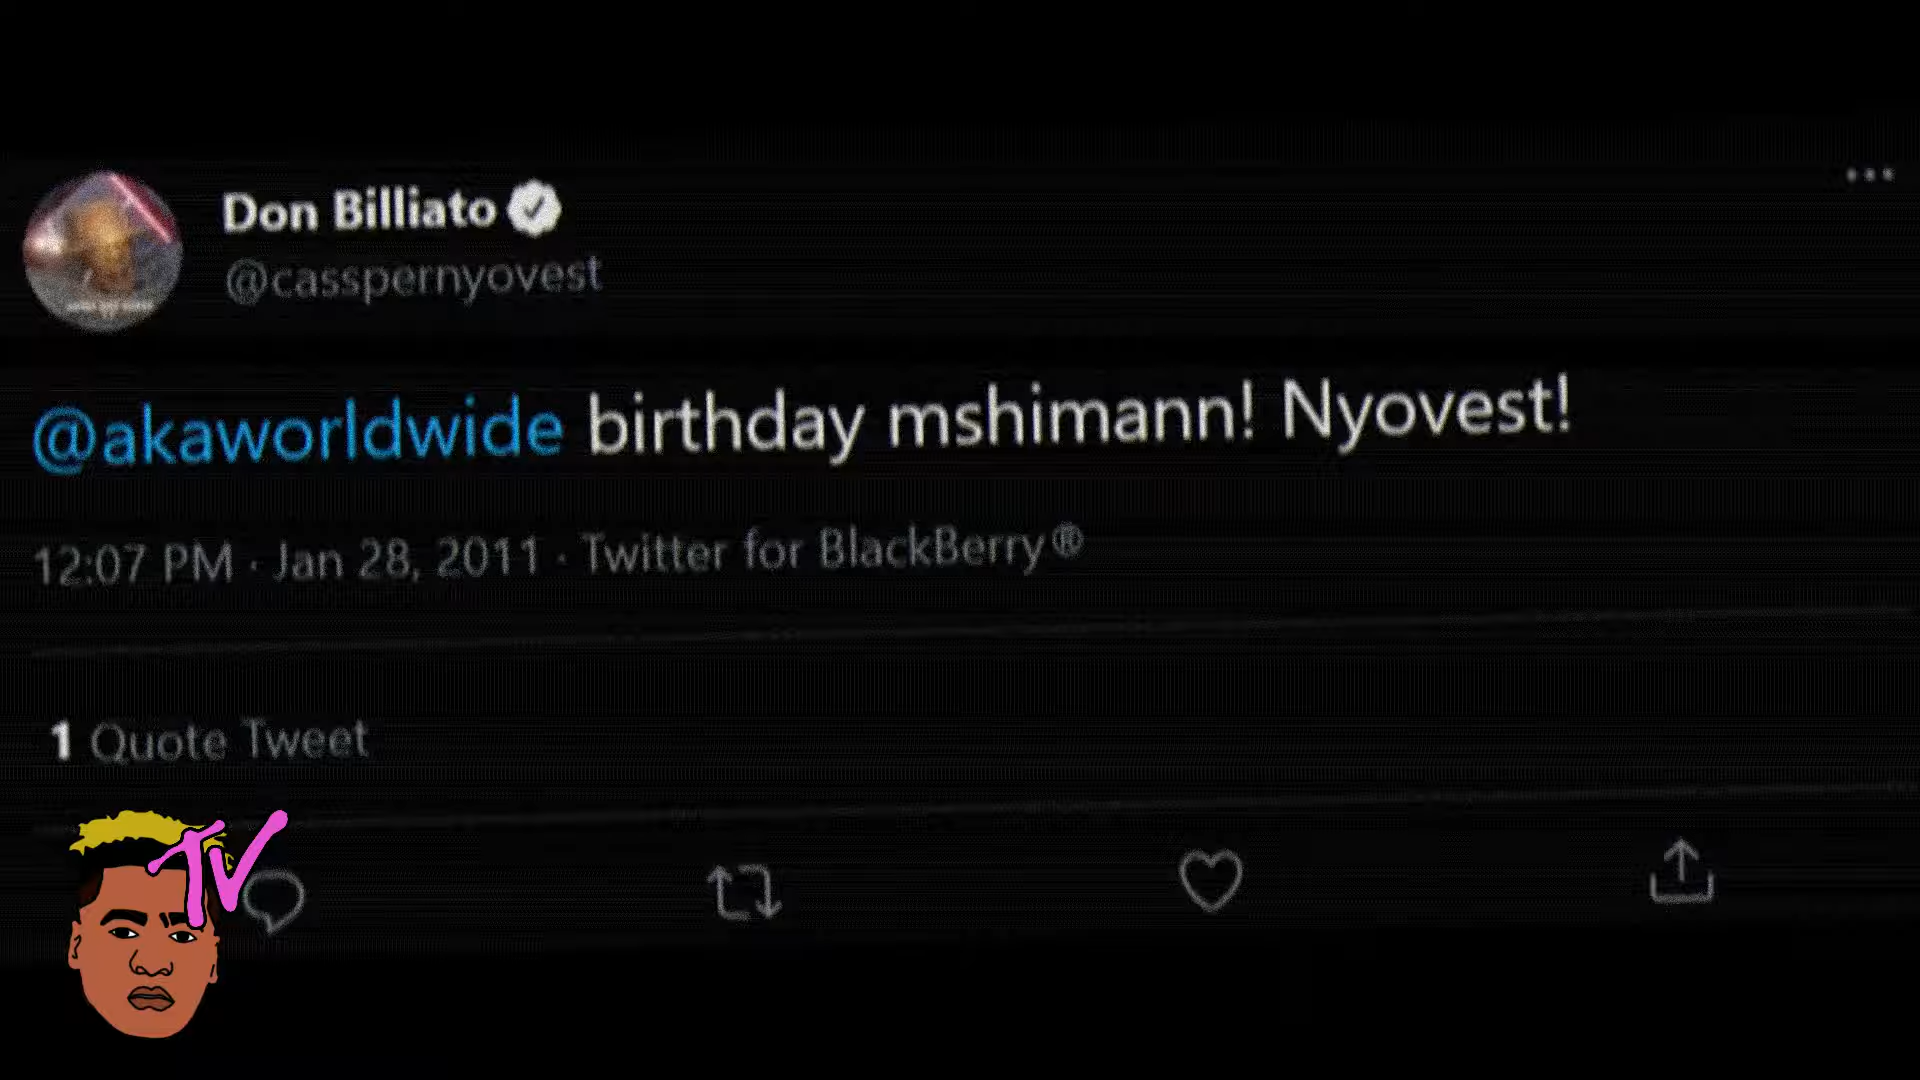 Don Billiato
@casspernyovest
@akaworldwide birthday mshimann! Nyovest!
12:07 PM · Jan 28, 2011 · Twitter for BlackBerry®
1 Quote Tweet
TV